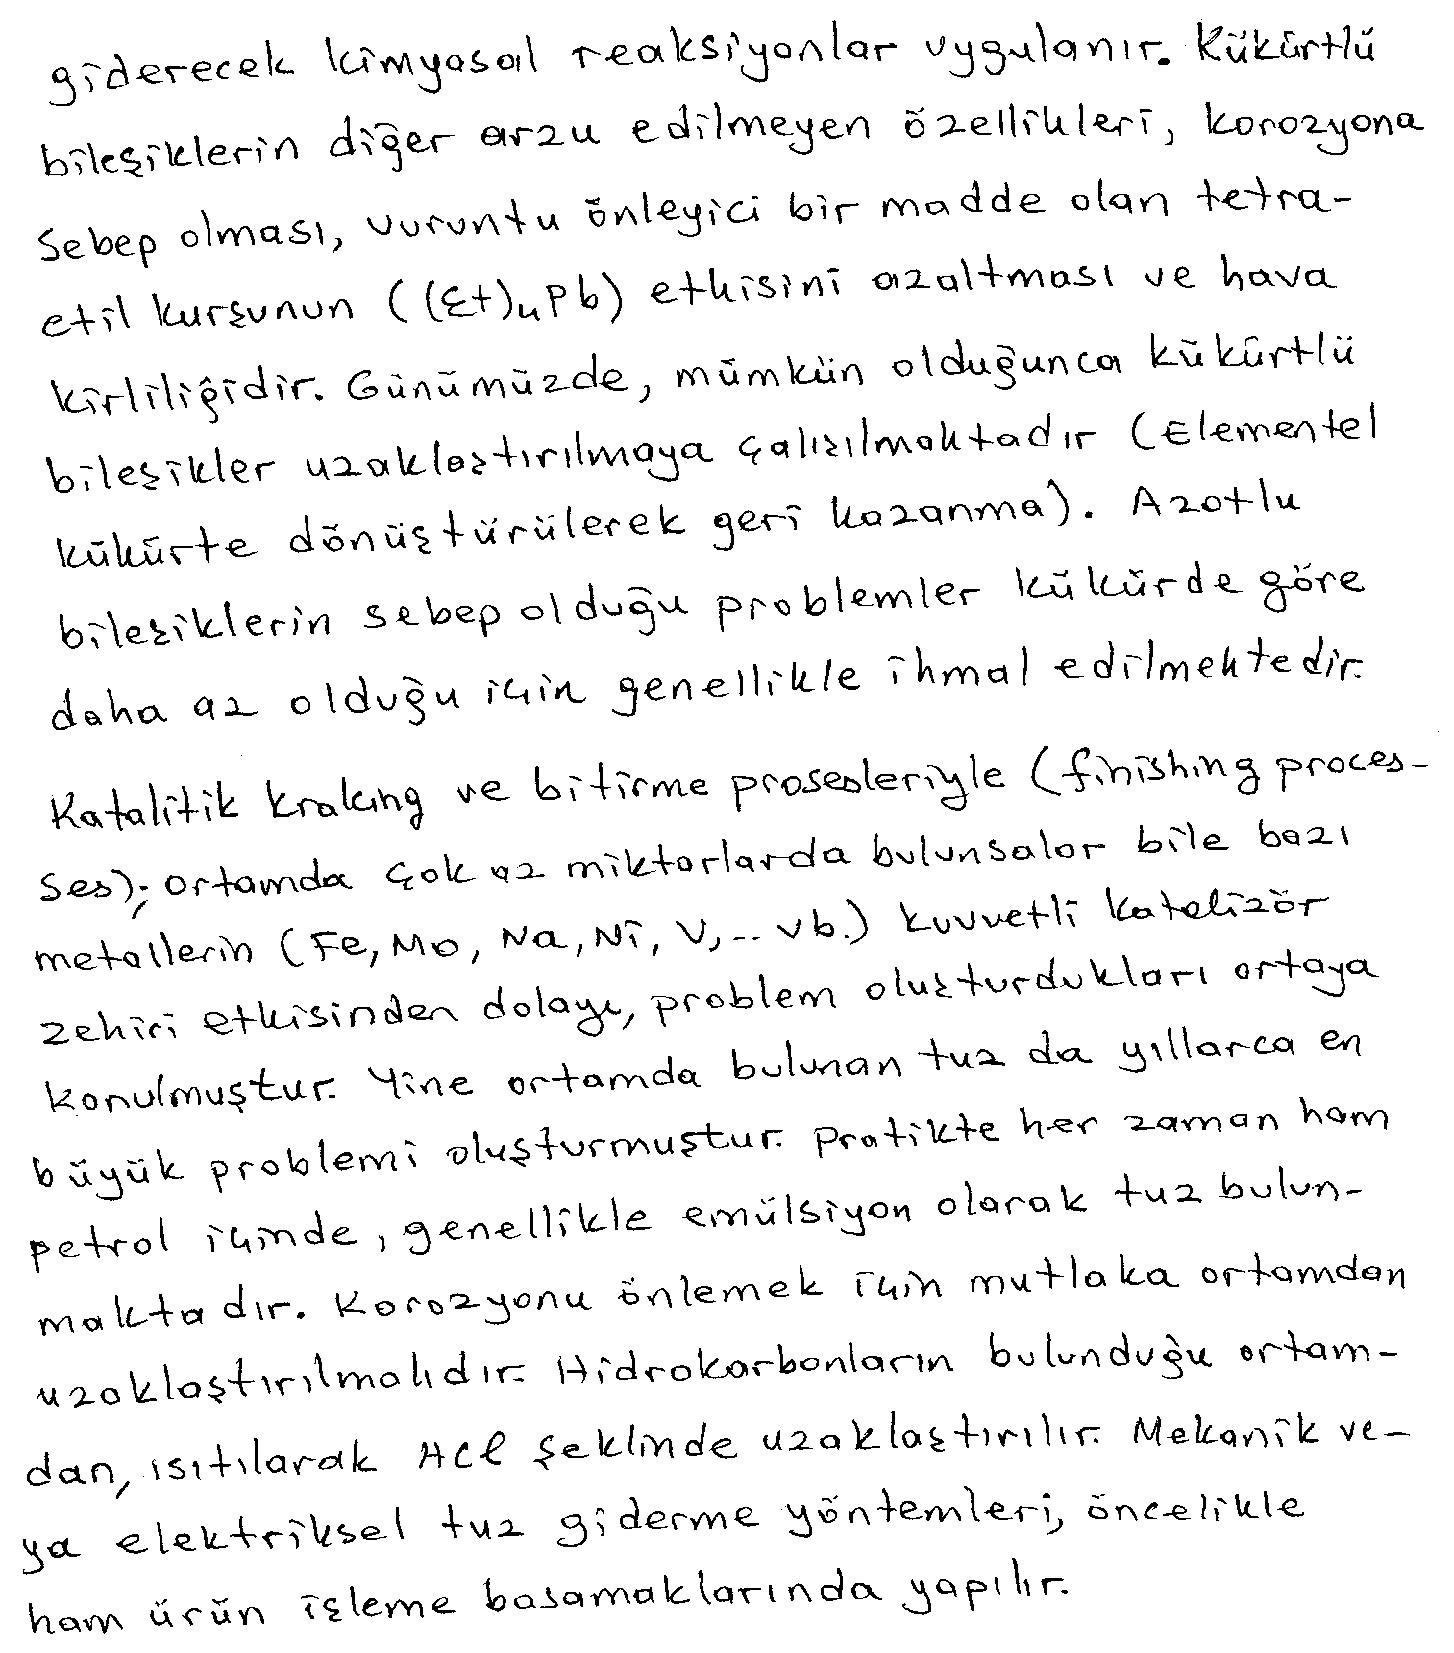 giderecek kimyasal reaksiyonlar uygulanır. Kükürtlü
bileşiklerin diğer arzu edilmeyen özellikleri, korozyona
sebep olması, vuruntu önleyici bir madde olan tetra-
etil kurşunun ((Et)₄Pb) etkisini azaltması ve hava
kirliliğidir. Günümüzde, mümkün olduğunca kükürtlü
bileşikler uzaklaştırılmaya çalışılmaktadır (Elementel
kükürte dönüştürülerek geri kazanma). Azotlu
bileşiklerin sebep olduğu problemler kükürde göre
daha az olduğu için genellikle ihmal edilmektedir.
Katalitik kraking ve bitirme prosesleriyle (finishing proces-
ses); ortamda çok az miktarlarda bulunsalar bile bazı
metallerin (Fe, Mo, Na, Ni, V,.. vb.) kuvvetli katalizör
zehiri etkisinden dolayı, problem oluşturdukları ortaya
konulmuştur. Yine ortamda bulunan tuz da yıllarca en
büyük problemi oluşturmuştur. Pratikte her zaman ham
petrol içinde, genellikle emülsiyon olarak tuz bulun-
maktadır. Korozyonu önlemek için mutlaka ortamdan
uzaklaştırılmalıdır. Hidrokarbonların bulunduğu ortam-
dan, ısıtılarak HCl şeklinde uzaklaştırılır. Mekanik ve-
ya elektriksel tuz giderme yöntemleri, öncelikle
ham ürün işleme basamaklarında yapılır.